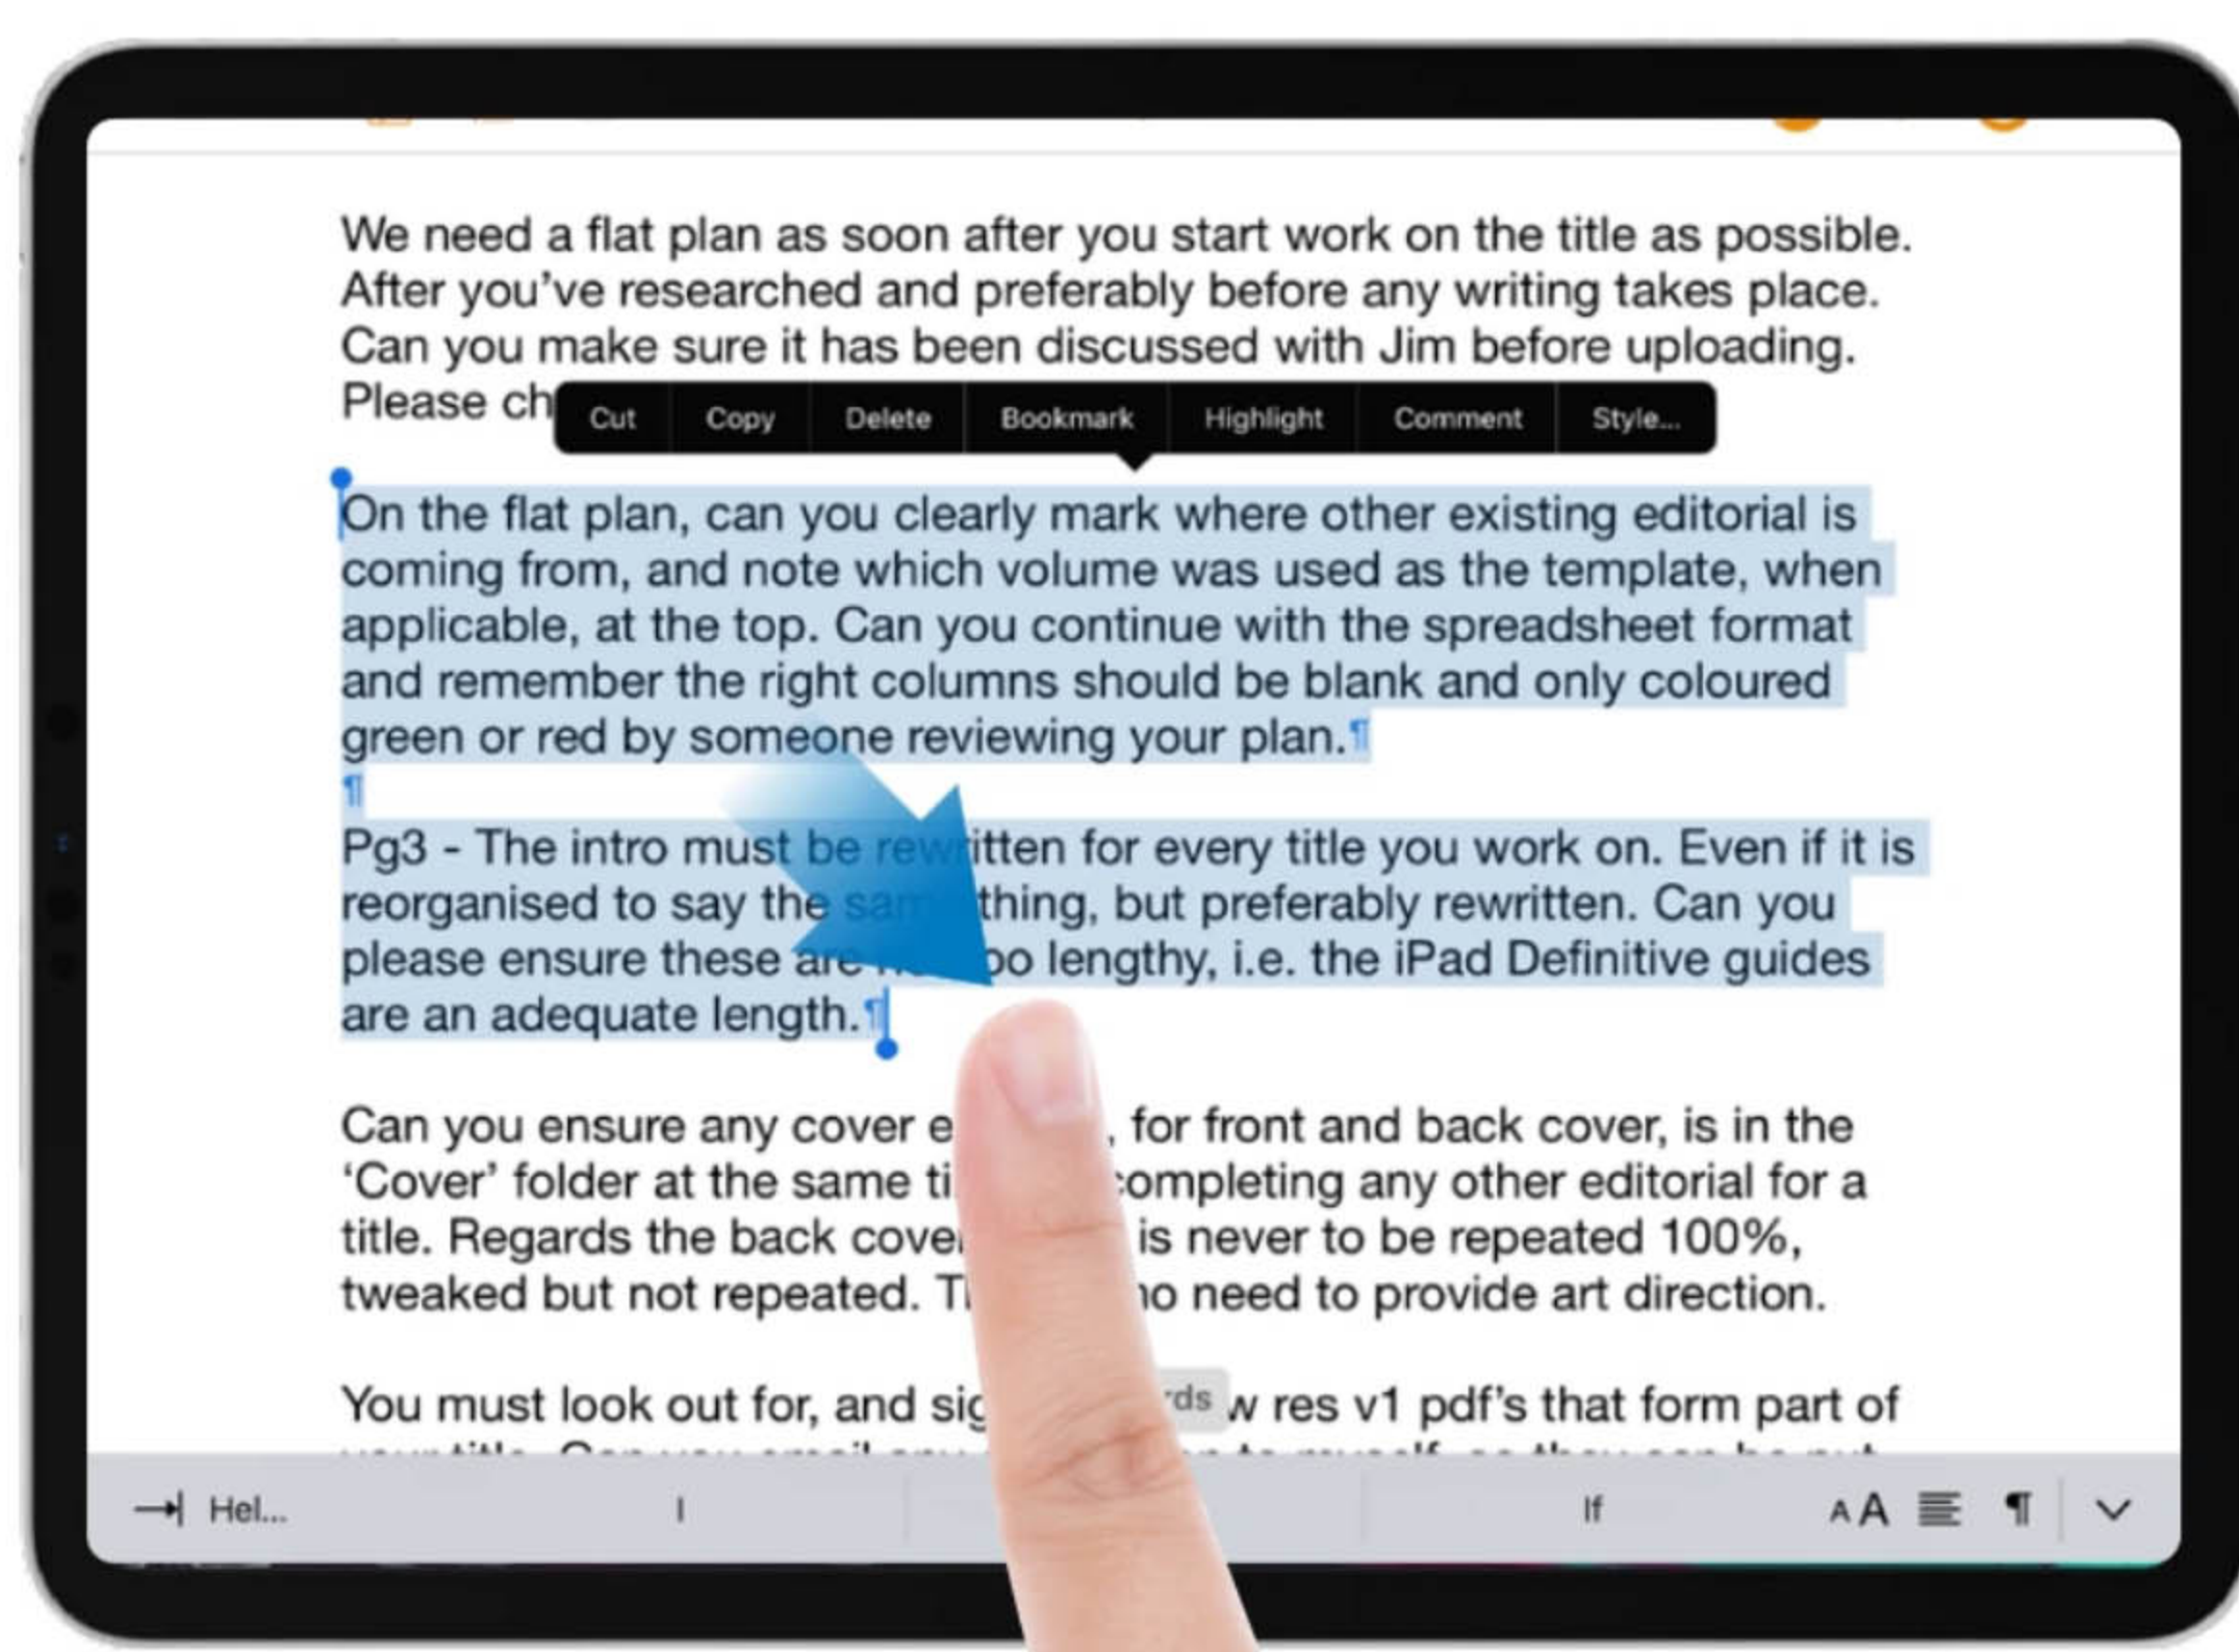 We need a flat plan as soon after you start work on the title as possible.
After you’ve researched and preferably before any writing takes place.
Can you make sure it has been discussed with Jim before uploading.
Please
Cut Copy Delete Bookmark Highlight Comment Style...
On the flat plan, can you clearly mark where other existing editorial is
coming from, and note which volume was used as the template, when
applicable, at the top. Can you continue with the spreadsheet format
and remember the right columns should be blank and only coloured
green or red by someone reviewing your plan.¶
¶
Pg3 - The intro must be rewritten for every title you work on. Even if it is
reorganised to say the same thing, but preferably rewritten. Can you
please ensure these are lengthy, i.e. the iPad Definitive guides
are an adequate length.¶
Can you ensure any cover , for front and back cover, is in the
‘Cover’ folder at the same completing any other editorial for a
title. Regards the back cover is never to be repeated 100%,
tweaked but not repeated. no need to provide art direction.
You must look out for, and res v1 pdf’s that form part of
Hel... I If AA ¶